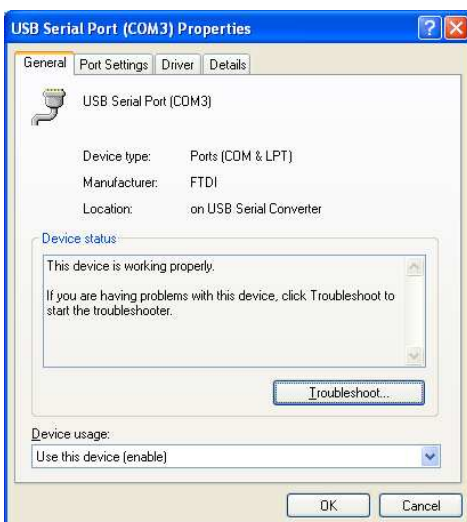 USB Serial Port (COM3) Properties
General Port Settings Driver Details
USB Serial Port (COM3)
Device type: Ports (COM & LPT)
Manufacturer: FTDI
Location: on USB Serial Converter
Device status
This device is working properly.
If you are having problems with this device, click Troubleshoot to
start the troubleshooter.
Troubleshoot...
Device usage:
Use this device (enable)
OK Cancel